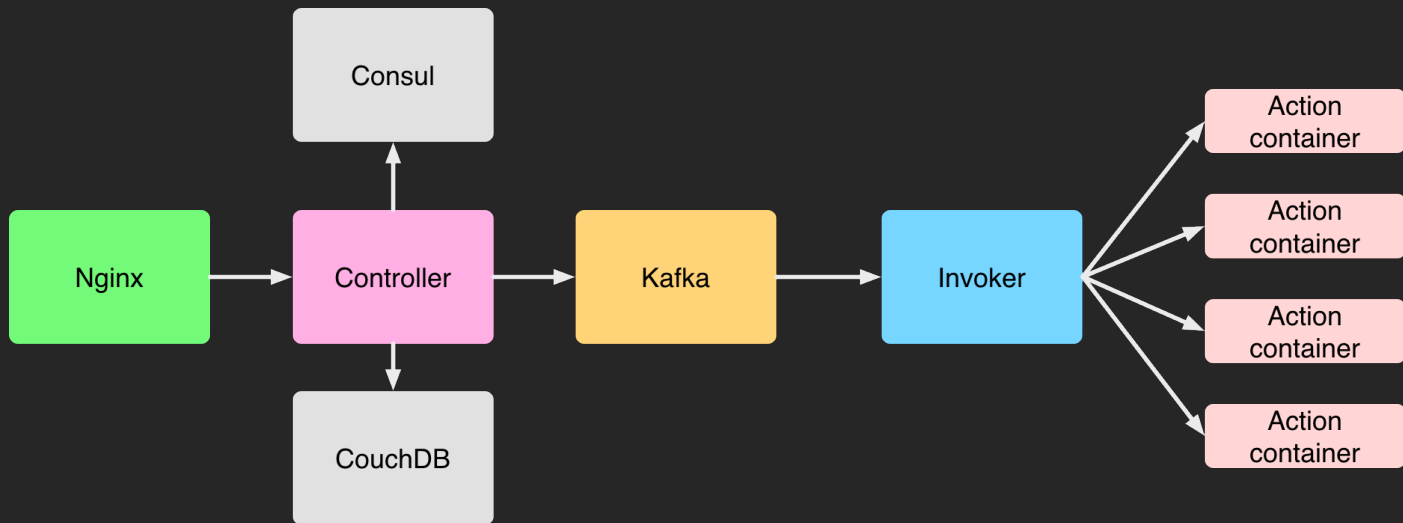 Consul
Nginx
Controller
Kafka
Invoker
CouchDB
Action
container
Action
container
Action
container
Action
container